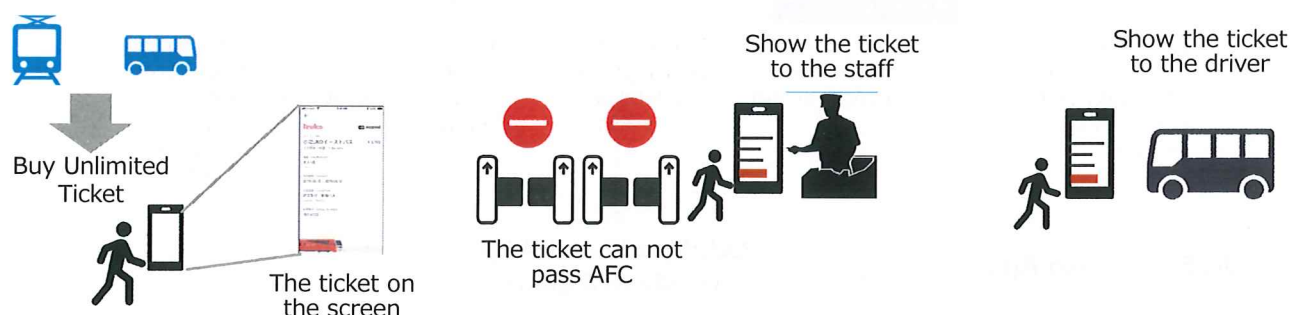 Buy Unlimited
Ticket
The ticket on
the screen
The ticket can not
pass AFC
Show the ticket
to the staff
Show the ticket
to the driver